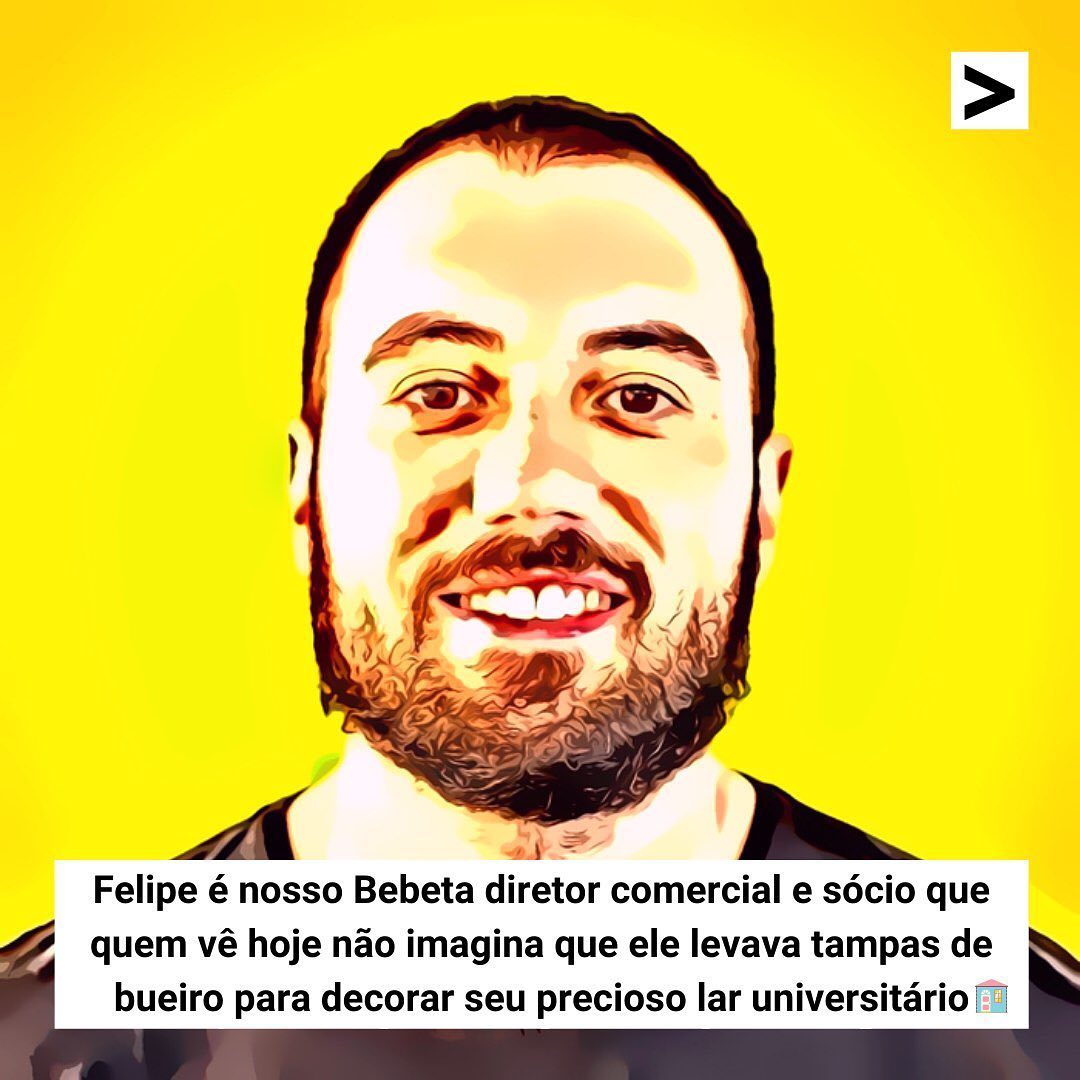 >
Felipe é nosso Bebeta diretor comercial e sócio que
quem vê hoje não imagina que ele levava tampas de
bueiro para decorar seu precioso lar universitário